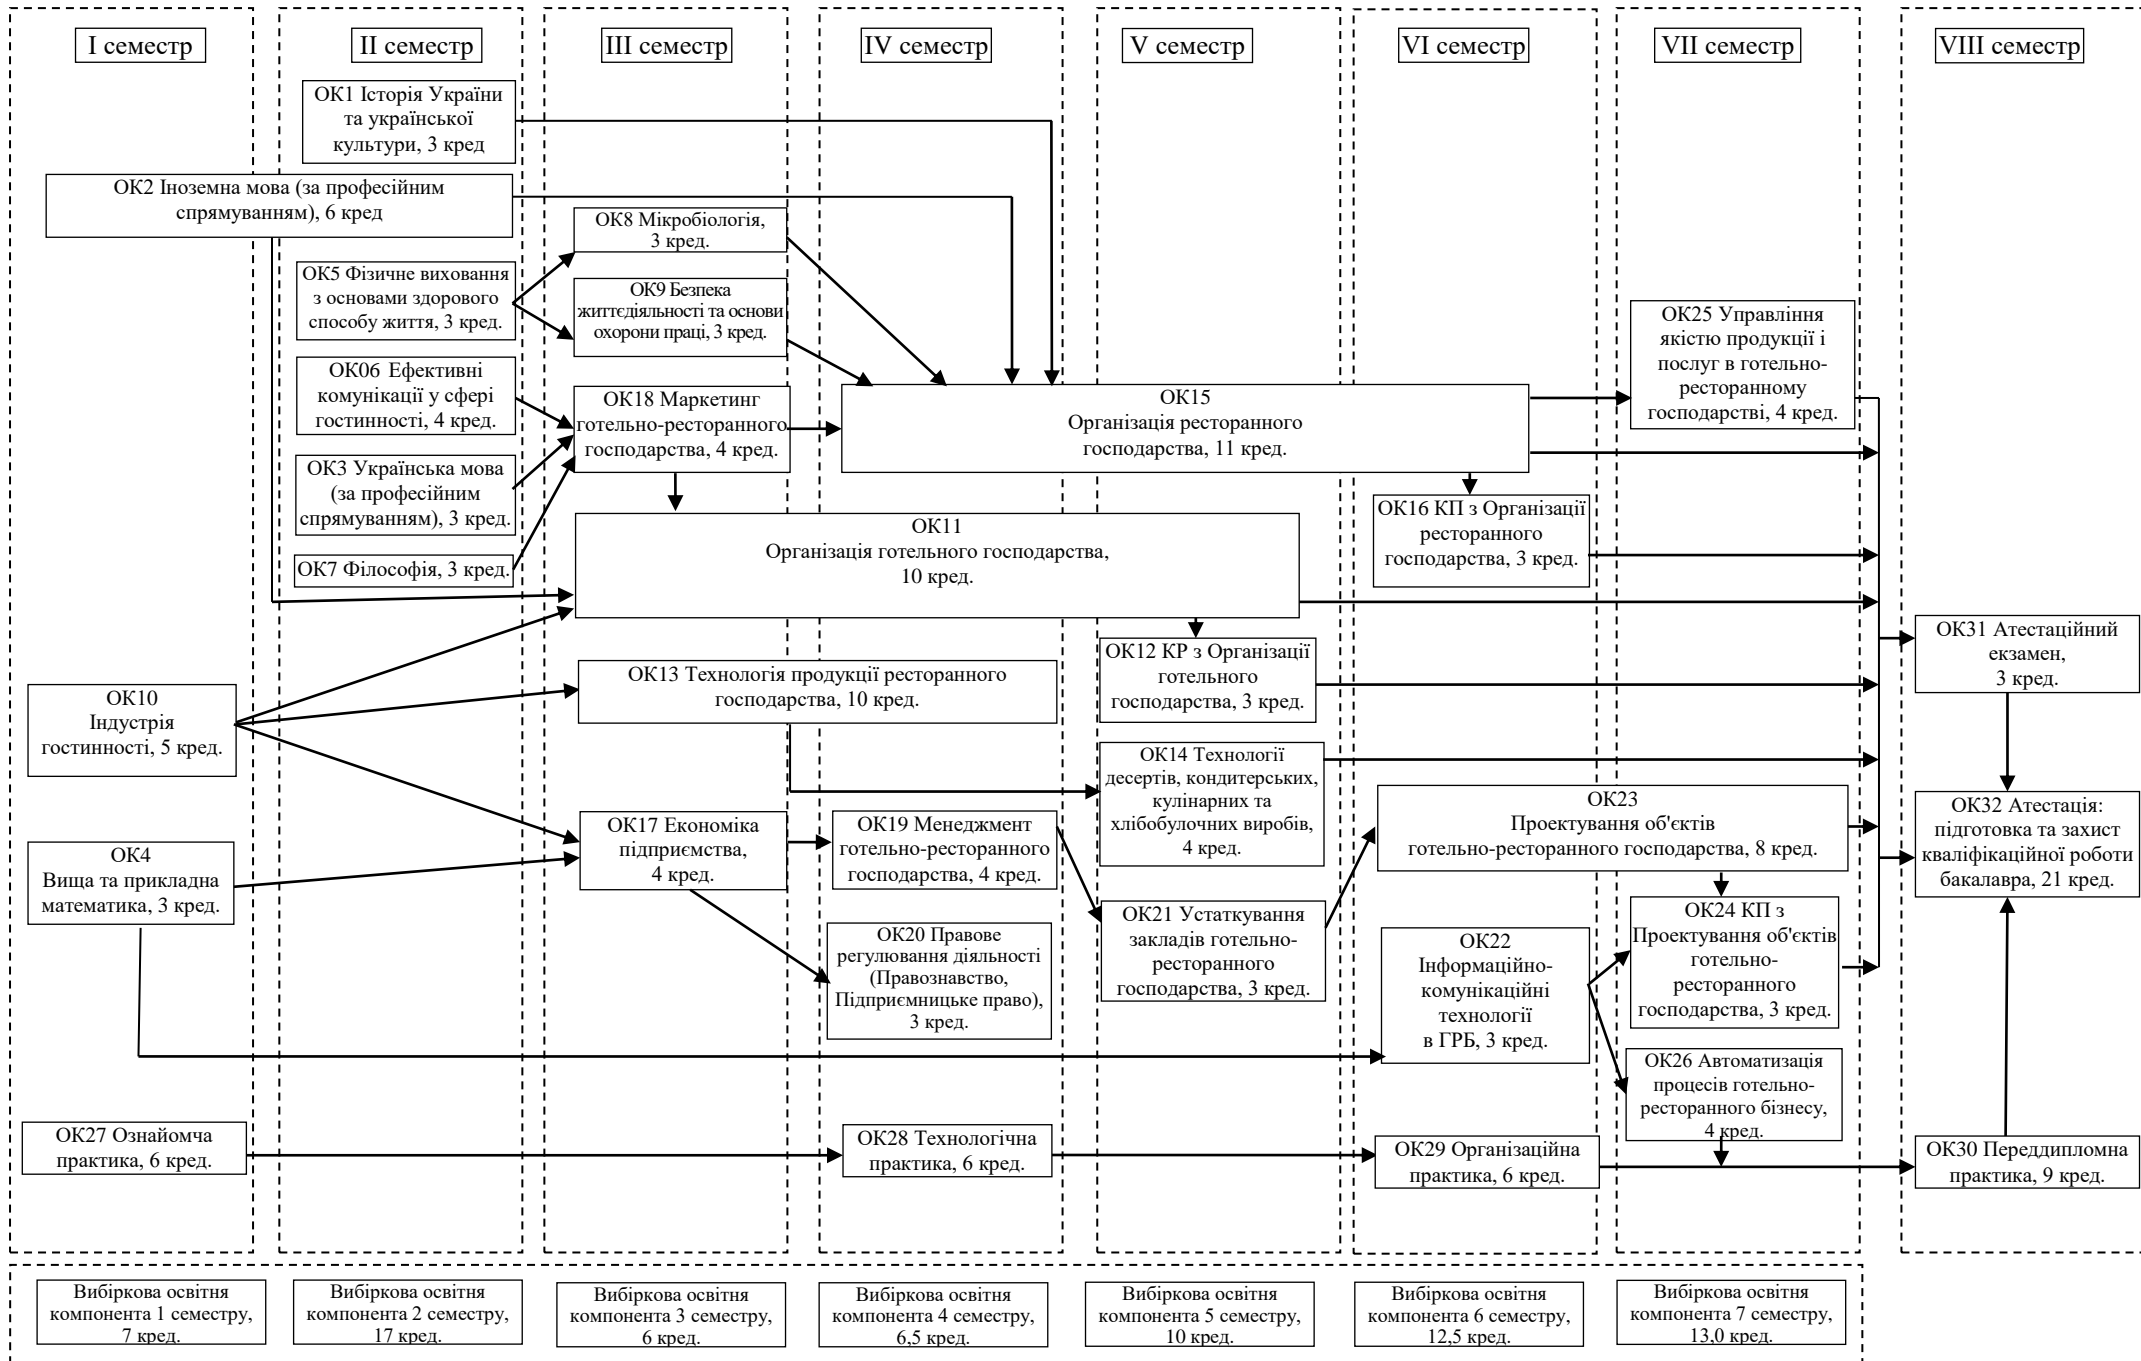 I семестр
II семестр
III семестр
IV семестр
V семестр
VI семестр
VII семестр
VIII семестр
ОК1 Історія України
та української
культури, 3 кред
ОК2 Іноземна мова (за професійним
спрямуванням), 6 кред
ОК5 Фізичне виховання
з основами здорового
способу життя, 3 кред.
ОК06 Ефективні
комунікації у сфері
гостинності, 4 кред.
ОК3 Українська мова
(за професійним
спрямуванням), 3 кред.
ОК7 Філософія, 3 кред.
ОК10
Індустрія
гостинності, 5 кред.
ОК4
Вища та прикладна
математика, 3 кред.
ОК27 Ознайомча
практика, 6 кред.
ОК8 Мікробіологія,
3 кред.
ОК9 Безпека
життєдіяльності та основи
охорони праці, 3 кред.
ОК18 Маркетинг
готельно-ресторанного
господарства, 4 кред.
ОК15
Організація ресторанного
господарства, 11 кред.
ОК11
Організація готельного господарства,
10 кред.
ОК13 Технологія продукції ресторанного
господарства, 10 кред.
ОК17 Економіка
підприємства,
4 кред.
ОК19 Менеджмент
готельно-ресторанного
господарства, 4 кред.
ОК20 Правове
регулювання діяльності
(Правознавство,
Підприємницьке право),
3 кред.
ОК28 Технологічна
практика, 6 кред.
ОК12 КР з Організації
готельного
господарства, 3 кред.
ОК14 Технології
десертів, кондитерських,
кулінарних та
хлібобулочних виробів,
4 кред.
ОК21 Устаткування
закладів готельно-
ресторанного
господарства, 3 кред.
ОК16 КП з Організації
ресторанного
господарства, 3 кред.
ОК23
Проектування об'єктів
готельно-ресторанного господарства, 8 кред.
ОК22
Інформаційно-
комунікаційні
технології
в ГРБ, 3 кред.
ОК29 Організаційна
практика, 6 кред.
ОК25 Управління
якістю продукції і
послуг в готельно-
ресторанному
господарстві, 4 кред.
ОК24 КП з
Проектування об'єктів
готельно-
ресторанного
господарства, 3 кред.
ОК26 Автоматизація
процесів готельно-
ресторанного бізнесу,
4 кред.
ОК31 Атестаційний
екзамен,
3 кред.
ОК32 Атестація:
підготовка та захист
кваліфікаційної роботи
бакалавра, 21 кред.
ОК30 Переддипломна
практика, 9 кред.
Вибіркова освітня
компонента 1 семестру,
7 кред.
Вибіркова освітня
компонента 2 семестру,
17 кред.
Вибіркова освітня
компонента 3 семестру,
6 кред.
Вибіркова освітня
компонента 4 семестру,
6,5 кред.
Вибіркова освітня
компонента 5 семестру,
10 кред.
Вибіркова освітня
компонента 6 семестру,
12,5 кред.
Вибіркова освітня
компонента 7 семестру,
13,0 кред.